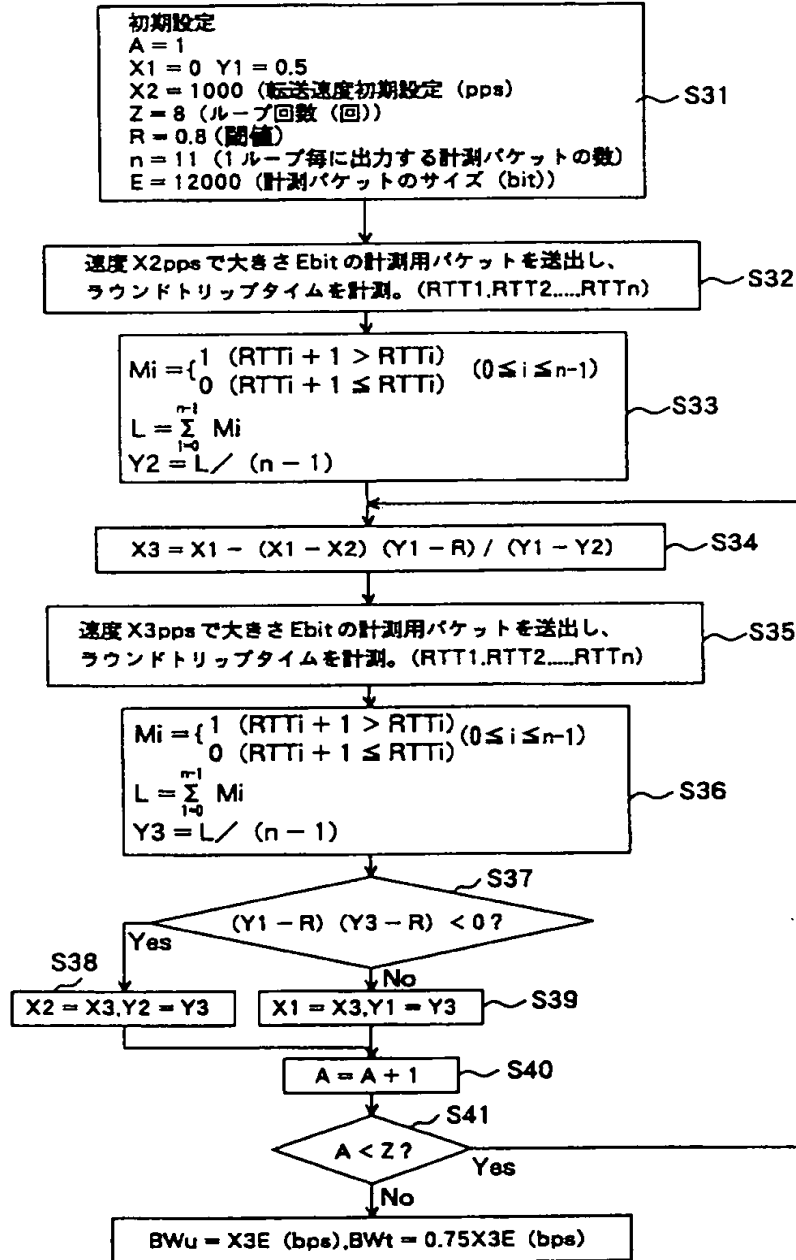 初期設定
A = 1
X1 = 0 Y1 = 0.5
X2 = 1000 (転送速度初期設定 (pps)
Z = 8 (ループ回数 (回))
R = 0.8 (閾値)
n = 11 (1ループ毎に出力する計測パケットの数)
E = 12000 (計測パケットのサイズ (bit))
S31
速度X2ppsで大きさEbitの計測用パケットを送出し、
ラウンドトリップタイムを計測。(RTT1,RTT2,....,RTTn)
S32
Mi = { 1 (RTTi + 1 > RTTi)
0 (RTTi + 1 ≤ RTTi) (0≤i≤n-1)
L = Σ Mi
n-1
i=0
Y2 = L/ (n − 1)
S33
X3 = X1 − (X1 − X2) (Y1 − R) / (Y1 − Y2)
S34
速度X3ppsで大きさEbitの計測用パケットを送出し、
ラウンドトリップタイムを計測。(RTT1,RTT2,....,RTTn)
S35
Mi = { 1 (RTTi + 1 > RTTi)
0 (RTTi + 1 ≤ RTTi) (0≤i≤n-1)
L = Σ Mi
n-1
i=0
Y3 = L/ (n − 1)
S36
S37
(Y1 − R) (Y3 − R) < 0?
Yes
No
S38
X2 = X3,Y2 = Y3
X1 = X3,Y1 = Y3
S39
A = A + 1
S40
S41
A < Z?
Yes
No
BWu = X3E (bps),BWt = 0.75X3E (bps)